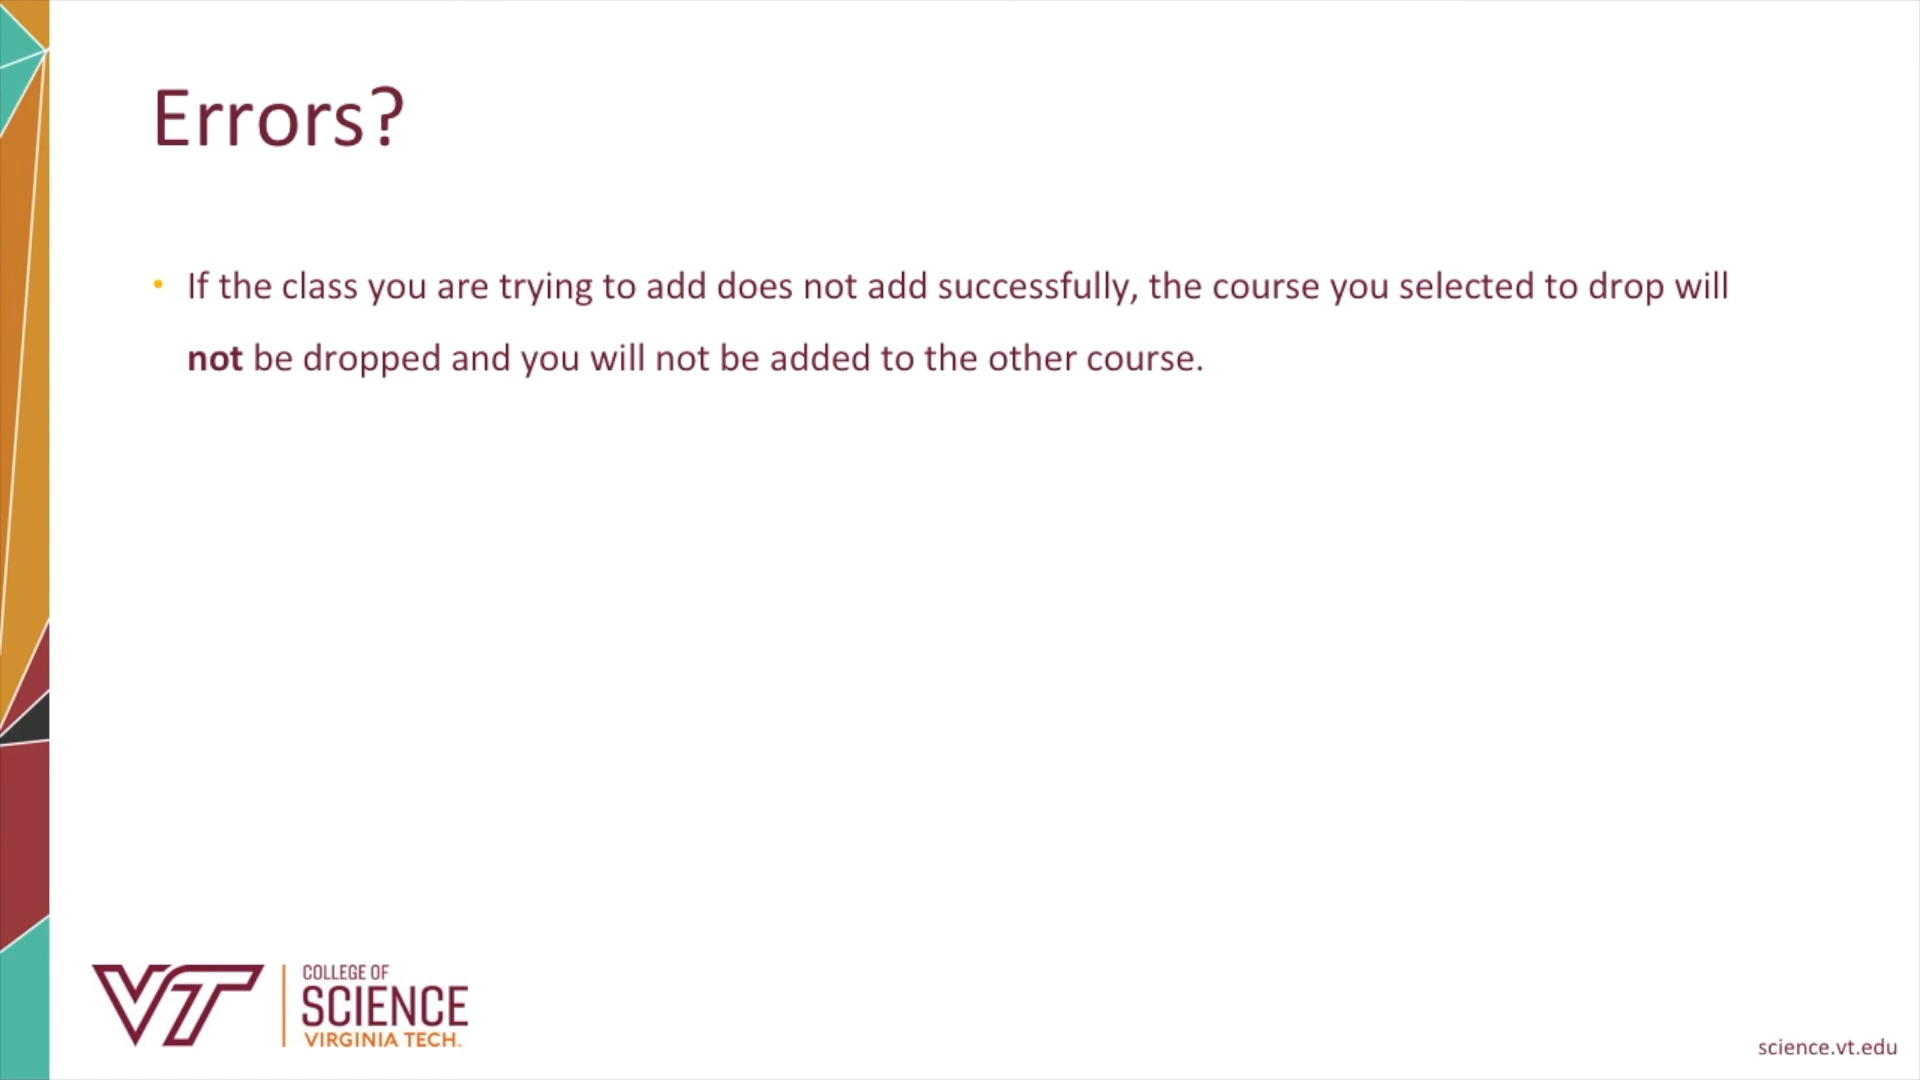 Errors?
• If the class you are trying to add does not add successfully, the course you selected to drop will
not be dropped and you will not be added to the other course.
VT
COLLEGE OF
SCIENCE
VIRGINIA TECH.
science.vt.edu